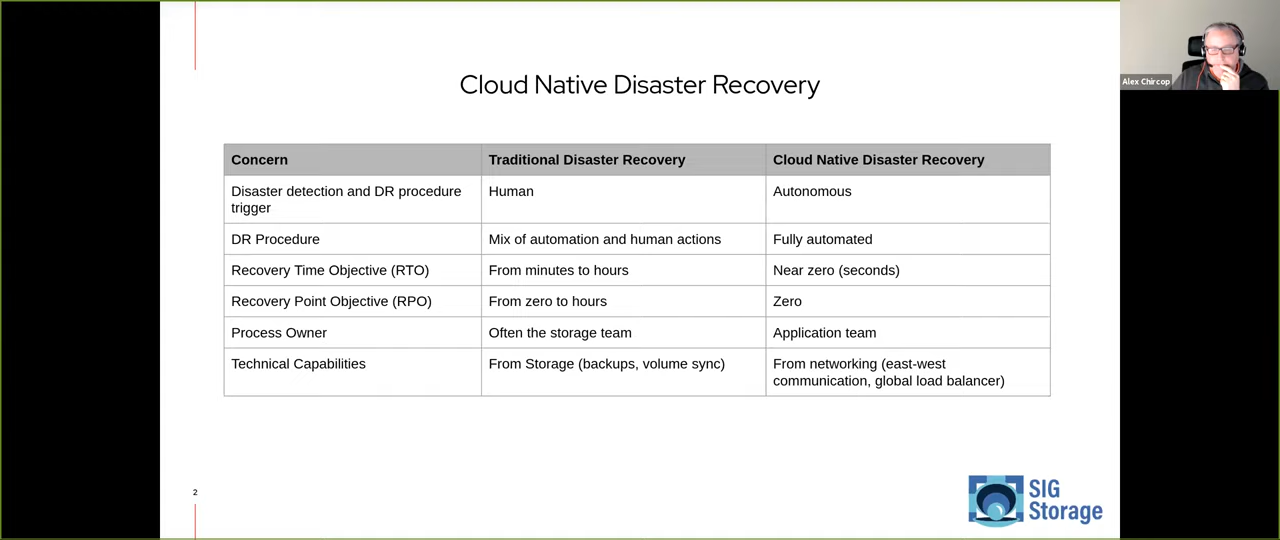 Alex Chircop
Cloud Native Disaster Recovery
Concern
Traditional Disaster Recovery
Cloud Native Disaster Recovery
Disaster detection and DR procedure
trigger
Human
Autonomous
DR Procedure
Mix of automation and human actions
Fully automated
Recovery Time Objective (RTO)
From minutes to hours
Near zero (seconds)
Recovery Point Objective (RPO)
From zero to hours
Zero
Process Owner
Often the storage team
Application team
Technical Capabilities
From Storage (backups, volume sync)
From networking (east-west
communication, global load balancer)
2
SIG
Storage